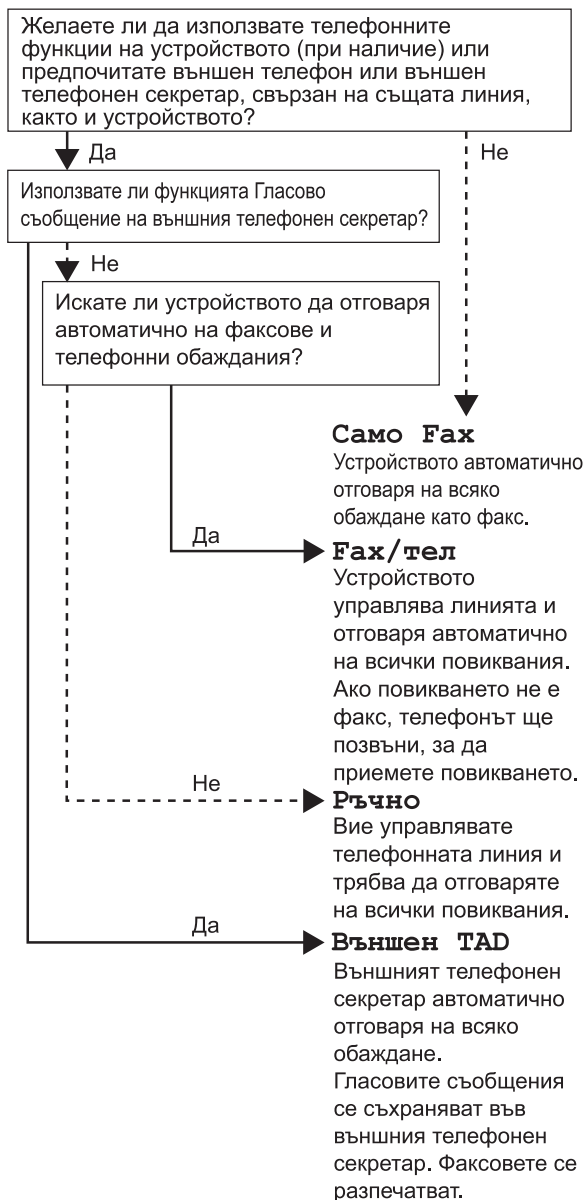 Желаете ли да използвате телефонните
функции на устройството (при наличие) или
предпочитате външен телефон или външен
телефонен секретар, свързан на същата линия,
както и устройството?
Да
Не
Използвате ли функцията Гласово
съобщение на външния телефонен секретар?
Не
Искате ли устройството да отговаря
автоматично на факсове и
телефонни обаждания?
Само Fax
Устройството автоматично
отговаря на всяко
обаждане като факс.
Да
Fax/тел
Устройството
управлява линията и
отговаря автоматично
на всички повиквания.
Ако повикването не е
факс, телефонът ще
позвъни, за да
приемете повикването.
Не
Ръчно
Вие управлявате
телефонната линия и
трябва да отговаряте
на всички повиквания.
Да
Външен TAD
Външният телефонен
секретар автоматично
отговаря на всяко
обаждане.
Гласовите съобщения
се съхраняват във
външния телефонен
секретар. Факсовете се
разпечатват.